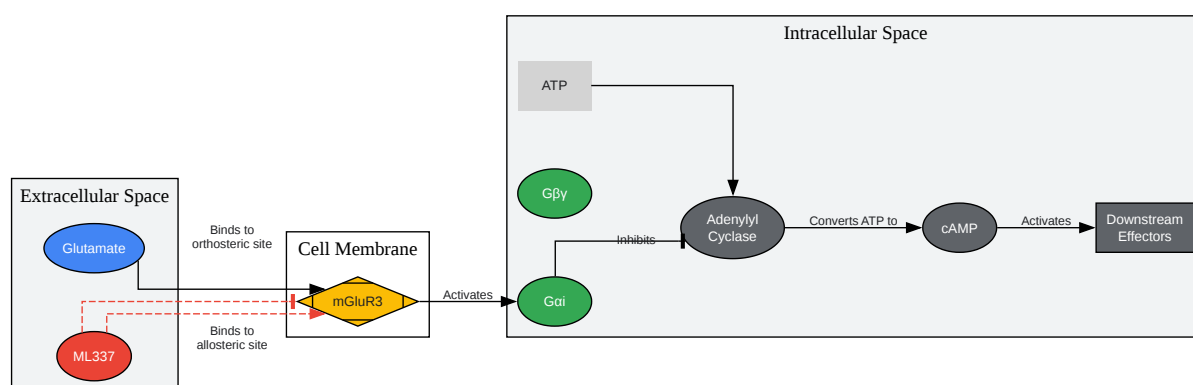 Intracellular Space
ATP
Extracellular Space
Gβγ
Glutamate
Binds to
orthosteric site
Cell Membrane
Inhibits
Adenylyl
Cyclase
Converts ATP to
cAMP
Activates
Downstream
Effectors
mGluR3
Activates
Gαi
Binds to
allosteric site
ML337